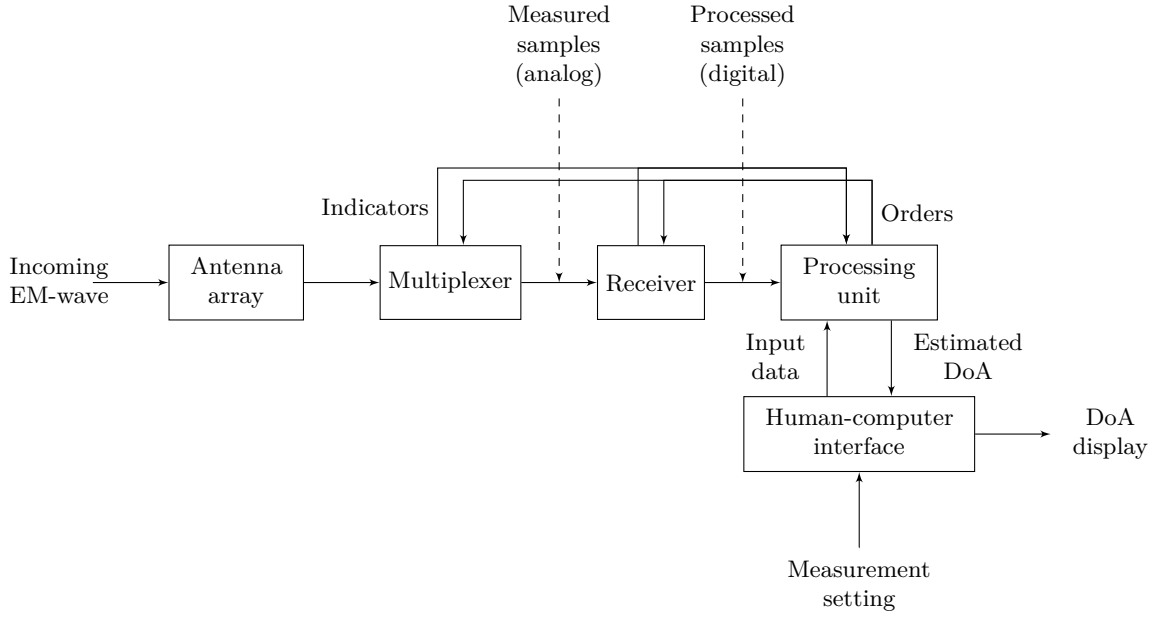 Measured
samples
(analog)
Processed
samples
(digital)
Indicators
Orders
Incoming
EM-wave
Antenna
array
Multiplexer
Receiver
Processing
unit
Input
data
Estimated
DoA
Human-computer
interface
DoA
display
Measurement
setting